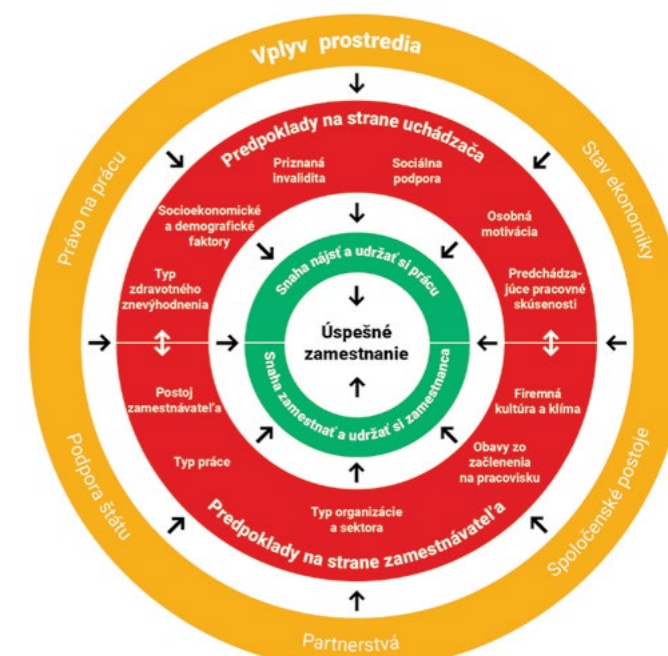 Vplyv prostredia
Právo na prácu
Stav ekonomiky
Predpoklady na strane uchádzača
Priznaná
invalidita
Sociálna
podpora
Socioekonomické
a demografické
faktory
Osobná
motivácia
Typ
zdravotného
znevýhodnenia
Predchádza-
júce pracovné
skúsenosti
Snaha nájsť a udržať si prácu
Úspešné
zamestnanie
Snaha zamestnať a udržať si zamestnanca
Postoj
zamestnávateľa
Firemná
kultúra a klíma
Typ práce
Obavy zo
začlenenia
na pracovisku
Typ organizácie
a sektora
Predpoklady na strane zamestnávateľa
Podpora štátu
Spoločenské postoje
Partnerstvá